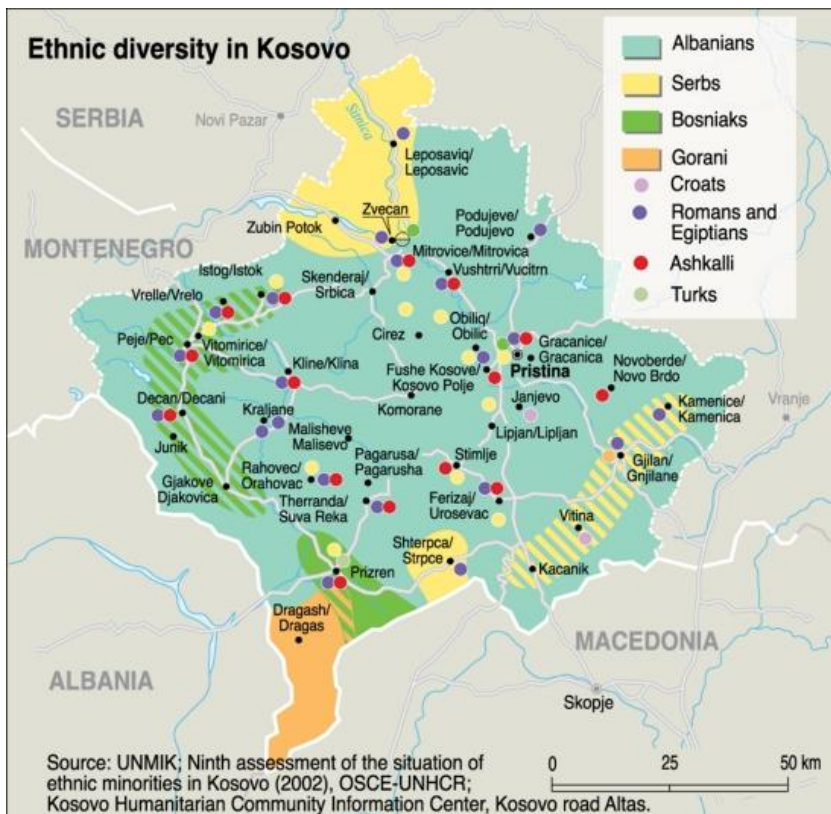 Ethnic diversity in Kosovo
Albanians
Serbs
Bosniaks
Gorani
Croats
Romans and
Egiptians
Ashkalli
Turks
SERBIA
Novi Pazar
Sitnica
Leposaviq/
Leposavic
Zvecan
Zubin Potok
Podujeve/
Podujevo
MONTENEGRO
Mitrovice/Mitrovica
Istog/Istok
Skenderaj/
Srbica
Vushtrri/Vucitrn
Vrelle/Vrelo
Obiliq/
Obilic
Cirez
Peje/Pec
Vitomirice/
Vitomirica
Gracanice/
Gracanica
Pristina
Kline/Klina
Fushe Kosove/
Kosovo Polje
Novoberde/
Novo Brdo
Vranje
Decan/Decani
Komorane
Janjevo
Kamenice/
Kamenica
Kraljane
Junik
Malisheve
Malisevo
Lipjan/Lipljan
Pagarusa/
Pagarusha
Stimlje
Gjilan/
Gnjilane
Gjakove
Djakovica
Rahovec/
Orahovac
Therranda/
Suva Reka
Ferizaj/
Urosevac
Vitina
Shterpca/
Strpce
Prizren
Kacanik
Dragash/
Dragas
MACEDONIA
ALBANIA
Skopje
Source: UNMIK; Ninth assessment of the situation of
ethnic minorities in Kosovo (2002), OSCE-UNHCR;
Kosovo Humanitarian Community Information Center, Kosovo road Altas.
0 25 50 km